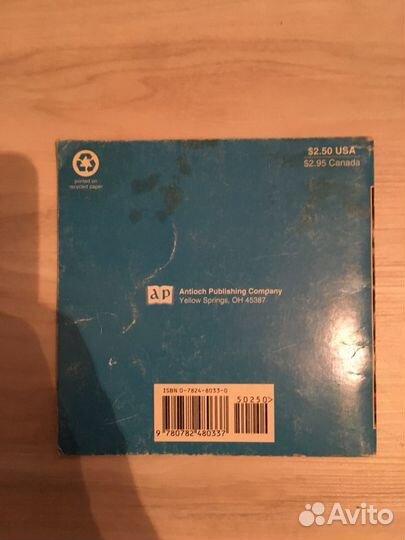 $2.50 USA
$2.95 Canada
printed on
recycled paper
ap
Antioch Publishing Company
Yellow Springs, OH 45387
ISBN 0-7824-8033-0
50250>
9 780782 480337
Avito